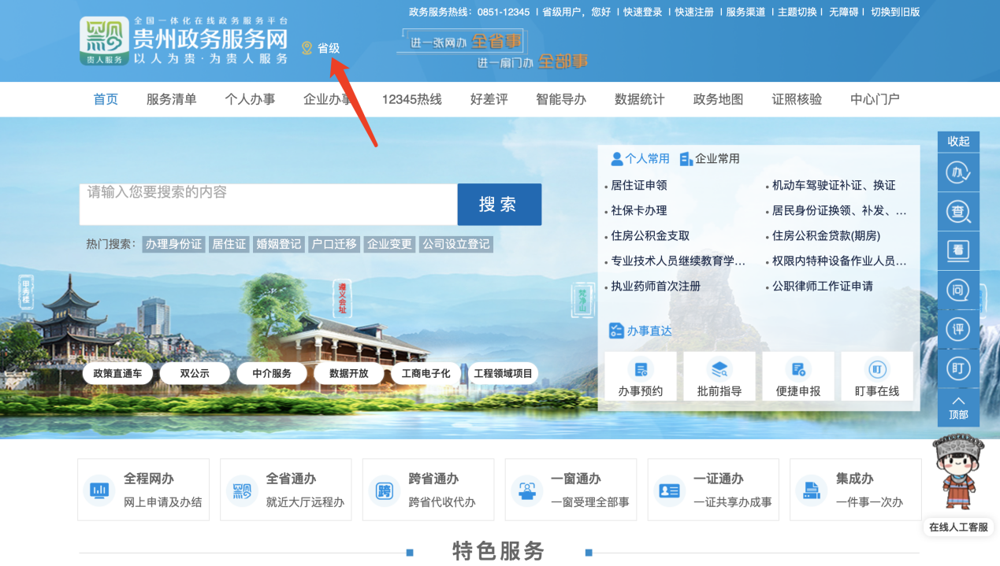 政务服务热线：0851-12345 | 省级用户，您好 | 快速登录 | 快速注册 | 服务渠道 | 主题切换 | 无障碍 | 切换到旧版
全国一体化在线政务服务平台
贵州政务服务网
以人为贵·为贵人服务
贵人服务
省级
进一张网办 全省事
进一扇门办 全部事
首页 服务清单 个人办事 企业办事 12345热线 好差评 智能导办 数据统计 政务地图 证照核验 中心门户
请输入您要搜索的内容
搜索
热门搜索： 办理身份证 居住证 婚姻登记 户口迁移 企业变更 公司设立登记
甲秀楼
遵义会址
梵净山
政策直通车 双公示 中介服务 数据开放 工商电子化 工程领域项目
个人常用 企业常用
居住证申领 机动车驾驶证补证、换证
社保卡办理 居民身份证换领、补发、...
住房公积金支取 住房公积金贷款(期房)
专业技术人员继续教育学... 权限内特种设备作业人员...
执业药师首次注册 公职律师工作证申请
办事直达
盯
办事预约 批前指导 便捷申报 盯事在线
收起
办
查
看
问
评
盯
顶部
全程网办
网上申请及办结
全省通办
就近大厅远程办
跨
跨省通办
跨省代收代办
一窗通办
一窗受理全部事
一证通办
一证共享办成事
集成办
一件事一次办
在线人工客服
特色服务